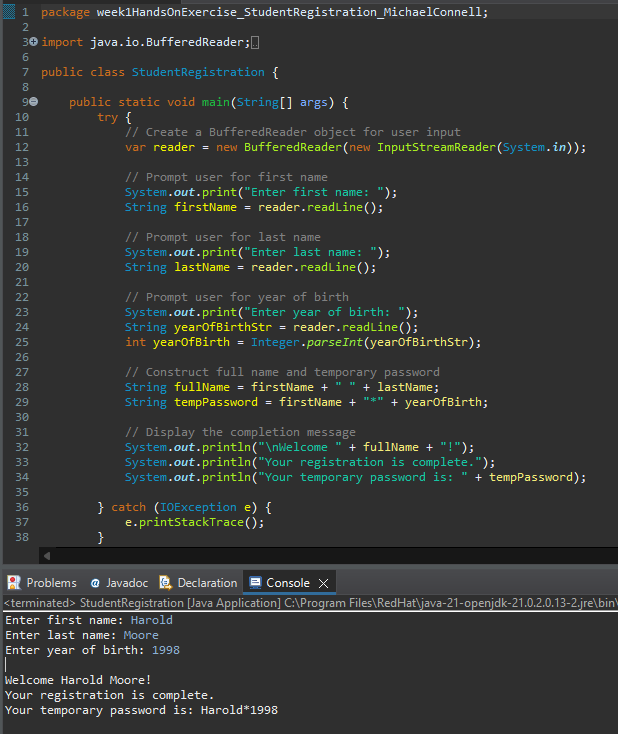 1 package week1HandsOnExercise_StudentRegistration_MichaelConnell;
2
3 import java.io.BufferedReader;
6
7 public class StudentRegistration {
8
9 public static void main(String[] args) {
10 try {
11 // Create a BufferedReader object for user input
12 var reader = new BufferedReader(new InputStreamReader(System.in));
13
14 // Prompt user for first name
15 System.out.print("Enter first name: ");
16 String firstName = reader.readLine();
17
18 // Prompt user for last name
19 System.out.print("Enter last name: ");
20 String lastName = reader.readLine();
21
22 // Prompt user for year of birth
23 System.out.print("Enter year of birth: ");
24 String yearOfBirthStr = reader.readLine();
25 int yearOfBirth = Integer.parseInt(yearOfBirthStr);
26
27 // Construct full name and temporary password
28 String fullName = firstName + " " + lastName;
29 String tempPassword = firstName + "*" + yearOfBirth;
30
31 // Display the completion message
32 System.out.println("\nWelcome " + fullName + "!");
33 System.out.println("Your registration is complete.");
34 System.out.println("Your temporary password is: " + tempPassword);
35
36 } catch (IOException e) {
37 e.printStackTrace();
38 }
Problems @ Javadoc Declaration Console
<terminated> StudentRegistration [Java Application] C:\Program Files\RedHat\java-21-openjdk-21.0.2.0.13-2.jre\bin\
Enter first name: Harold
Enter last name: Moore
Enter year of birth: 1998
Welcome Harold Moore!
Your registration is complete.
Your temporary password is: Harold*1998